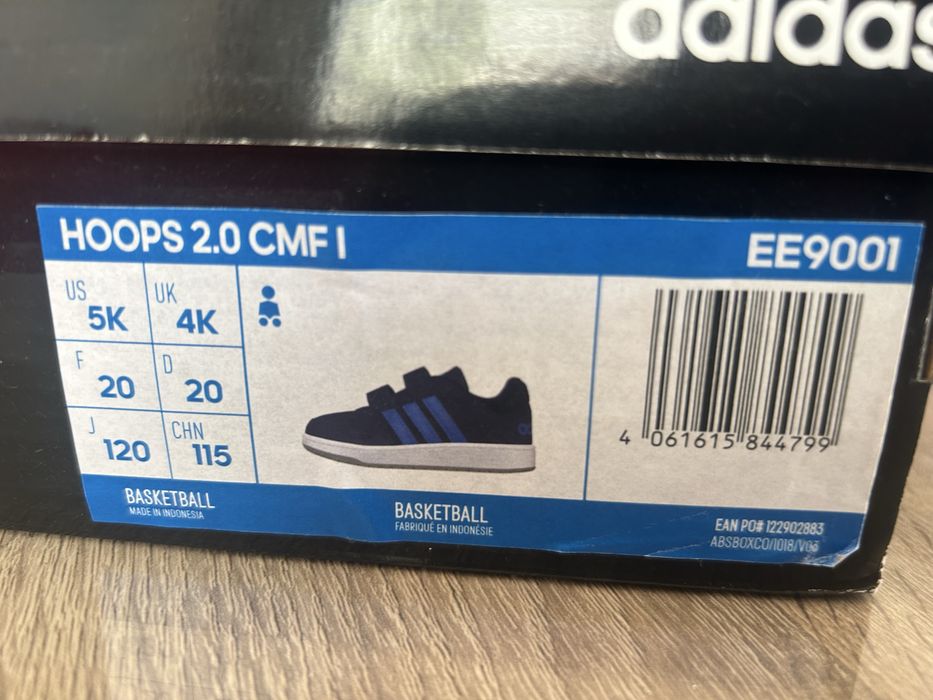 adidas
HOOPS 2.0 CMF I
EE9001
US 5K
UK 4K
F 20
D 20
J 120
CHN 115
4 061615 844799
BASKETBALL
MADE IN INDONESIA
BASKETBALL
FABRIQUÉ EN INDONÉSIE
EAN PO# 122902883
ABSBOXCO/1018/V03